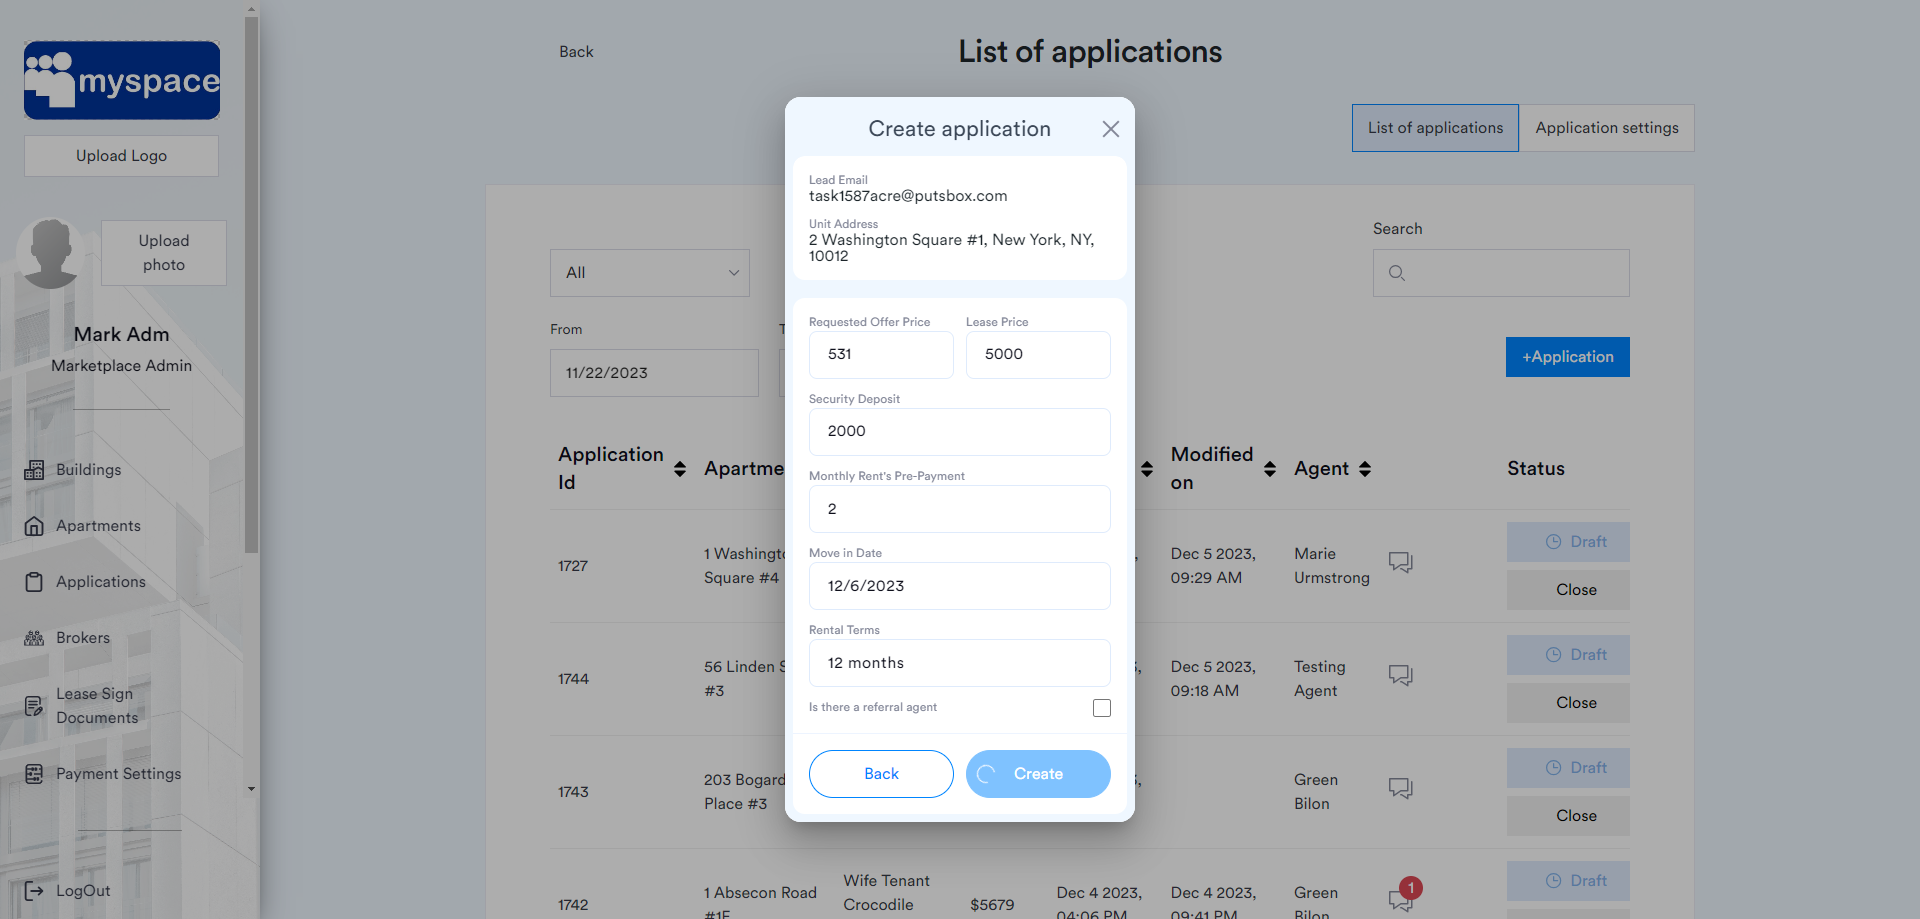 myspace
Upload Logo
Upload
photo
Mark Adm
Marketplace Admin
Buildings
Apartments
Applications
Brokers
Lease Sign
Documents
Payment Settings
LogOut
Back
List of applications
List of applications
Application settings
All
Search
From
11/22/2023
+Application
Application
Id
Apartme
Modified
on
Agent
Status
1727
1 Washingt
Square #4
Dec 5 2023,
09:29 AM
Marie
Urmstrong
Draft
Close
1744
56 Linden S
#3
Dec 5 2023,
09:18 AM
Testing
Agent
Draft
Close
1743
203 Bogard
Place #3
Green
Bilon
Draft
Close
1742
1 Absecon Road
#1F
Wife Tenant
Crocodile
$5679
Dec 4 2023,
04:06 PM
Dec 4 2023,
09:41 PM
Green
Bilon
1
Draft
Create application
Lead Email
task1587acre@putsbox.com
Unit Address
2 Washington Square #1, New York, NY,
10012
Requested Offer Price
531
Lease Price
5000
Security Deposit
2000
Monthly Rent's Pre-Payment
2
Move in Date
12/6/2023
Rental Terms
12 months
Is there a referral agent
Back
Create